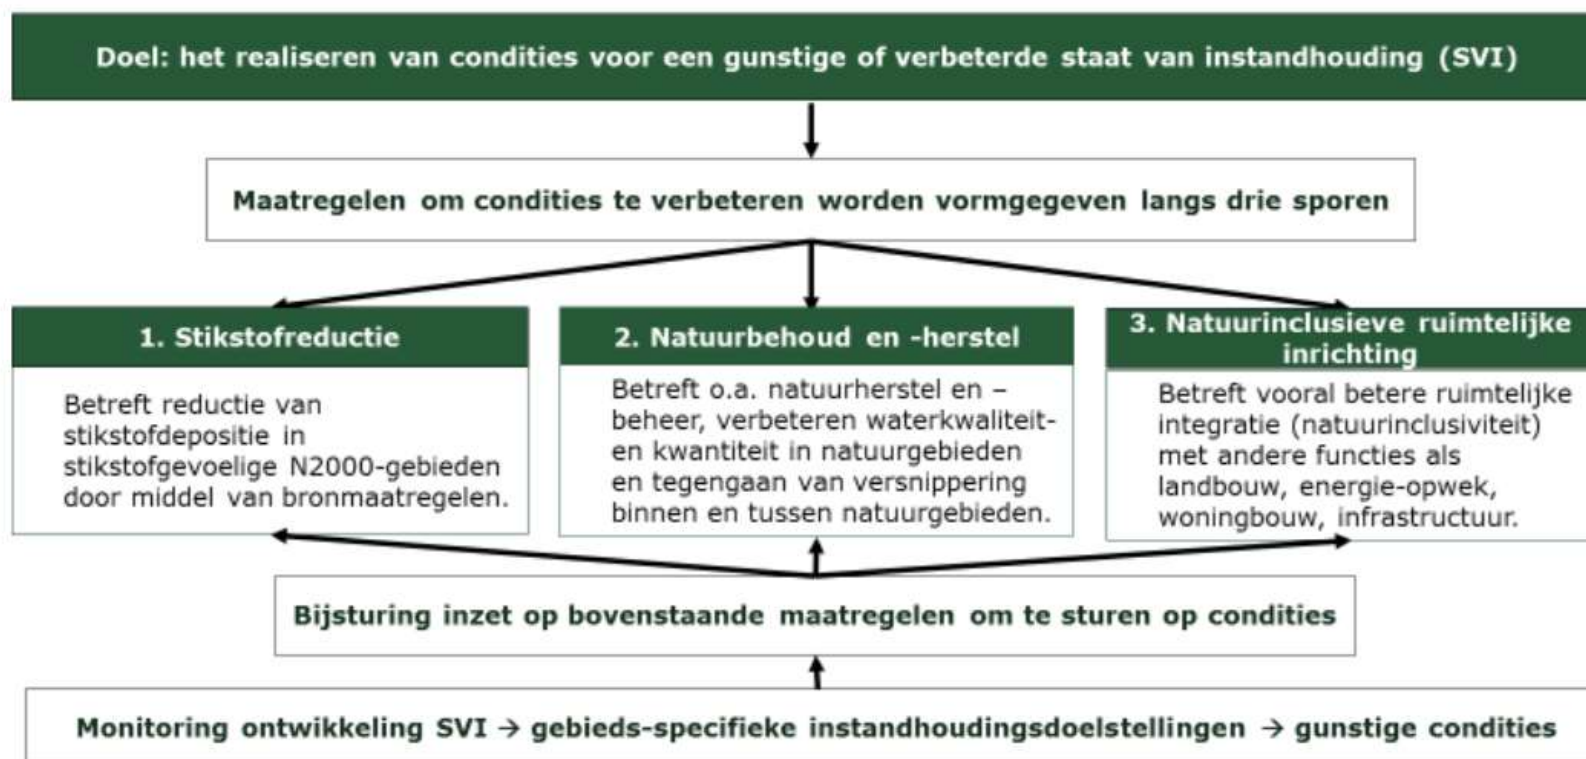 Doel: het realiseren van condities voor een gunstige of verbeterde staat van instandhouding (SVI)
Maatregelen om condities te verbeteren worden vormgegeven langs drie sporen
1. Stikstofreductie
Betreft reductie van
stikstofdepositie in
stikstofgevoelige N2000-gebieden
door middel van bronmaatregelen.
2. Natuurbehoud en -herstel
Betreft o.a. natuurherstel en –
beheer, verbeteren waterkwaliteit-
en kwantiteit in natuurgebieden
en tegengaan van versnippering
binnen en tussen natuurgebieden.
3. Natuurinclusieve ruimtelijke
inrichting
Betreft vooral betere ruimtelijke
integratie (natuurinclusiviteit)
met andere functies als
landbouw, energie-opwek,
woningbouw, infrastructuur.
Bijsturing inzet op bovenstaande maatregelen om te sturen op condities
Monitoring ontwikkeling SVI → gebieds-specifieke instandhoudingsdoelstellingen → gunstige condities